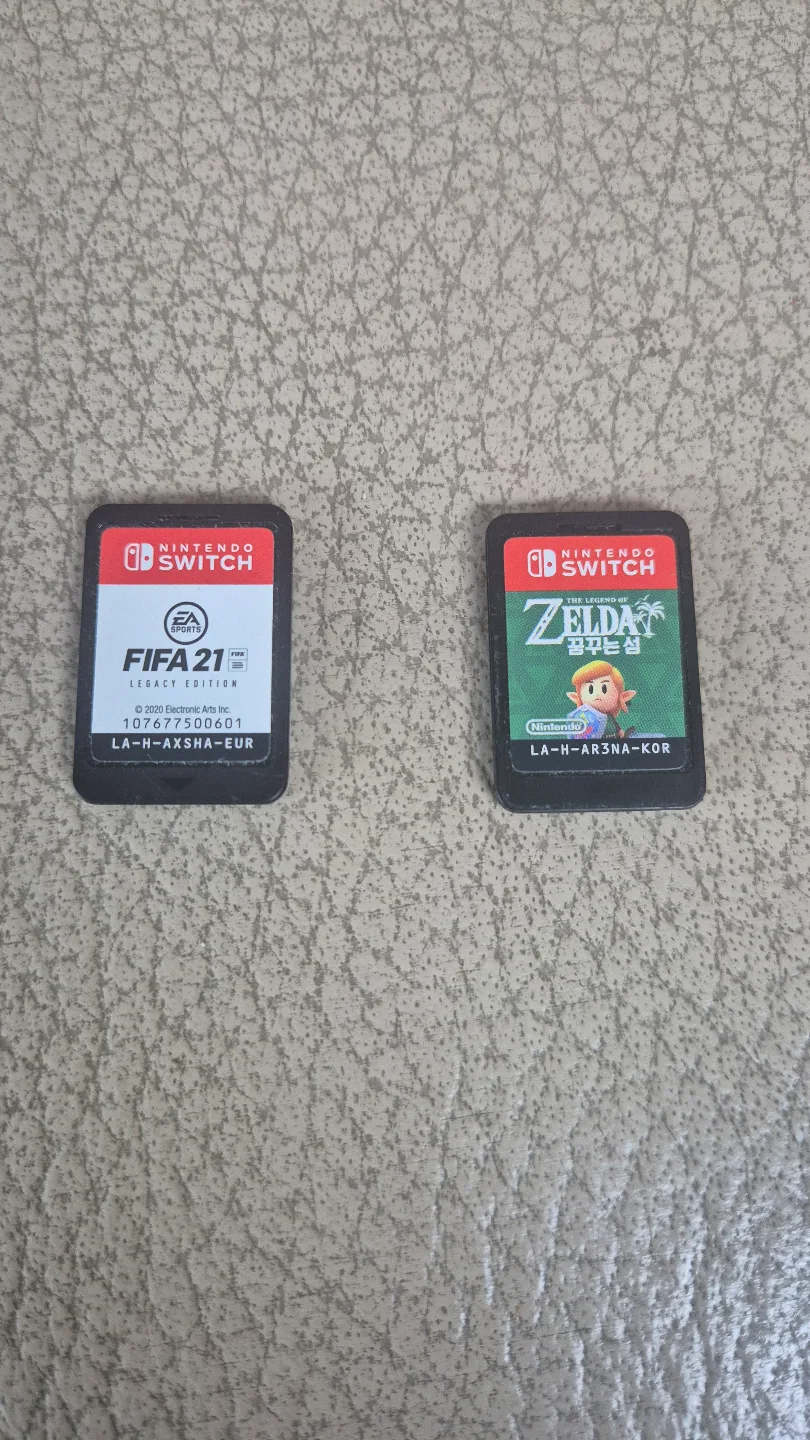 NINTENDO
SWITCH
EA
SPORTS
FIFA 21
FIFA
LEGACY EDITION
© 2020 Electronic Arts Inc.
107677500601
LA-H-AXSHA-EUR
NINTENDO
SWITCH
THE LEGEND OF
ZELDA
꿈꾸는 섬
Nintendo
LA-H-AR3NA-KOR